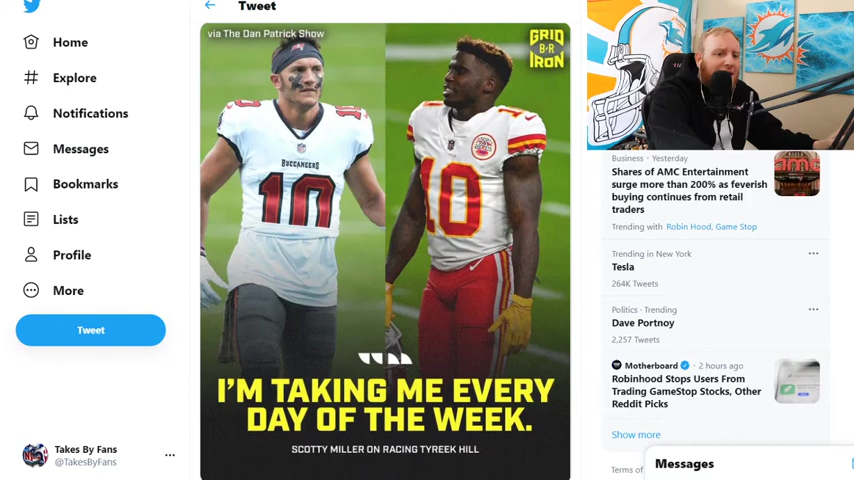 Tweet
Home
Explore
Notifications
Messages
Bookmarks
Lists
Profile
More
Tweet
Takes By Fans
@TakesByFans
via The Dan Patrick Show
GRID
B-R
IRON
BUCCANEERS
10
10
10
I'M TAKING ME EVERY
DAY OF THE WEEK.
SCOTTY MILLER ON RACING TYREEK HILL
Business · Yesterday
Shares of AMC Entertainment
surge more than 200% as feverish
buying continues from retail
traders
Trending with Robin Hood, Game Stop
Trending in New York
Tesla
264K Tweets
Politics · Trending
Dave Portnoy
2,257 Tweets
Motherboard · 2 hours ago
Robinhood Stops Users From
Trading GameStop Stocks, Other
Reddit Picks
Show more
Terms of
Messages